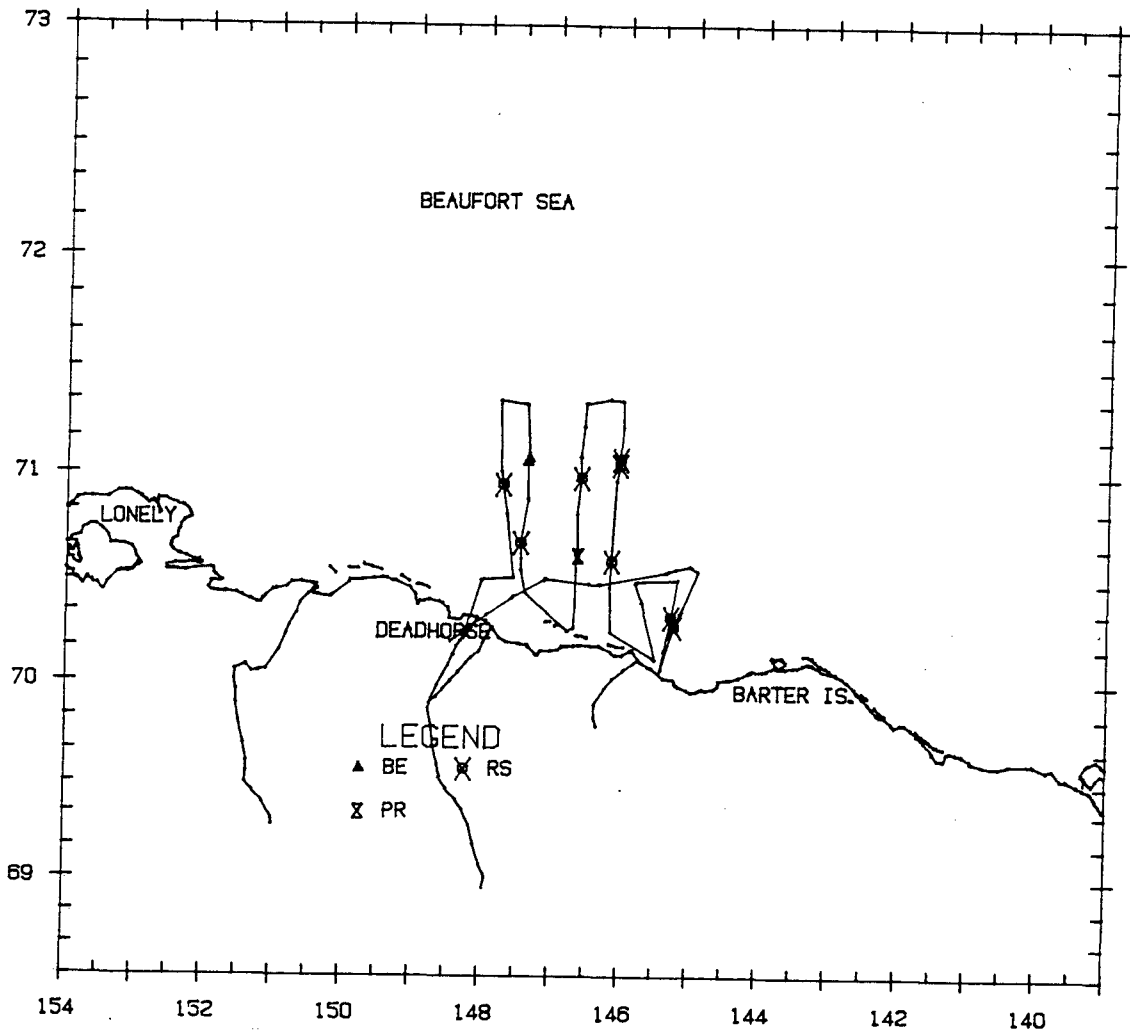 73
BEAUFORT SEA
72
71
LONELY
DEADHORSE
70
BARTER IS.
LEGEND
BE RS
PR
69
154 152 150 148 146 144 142 140